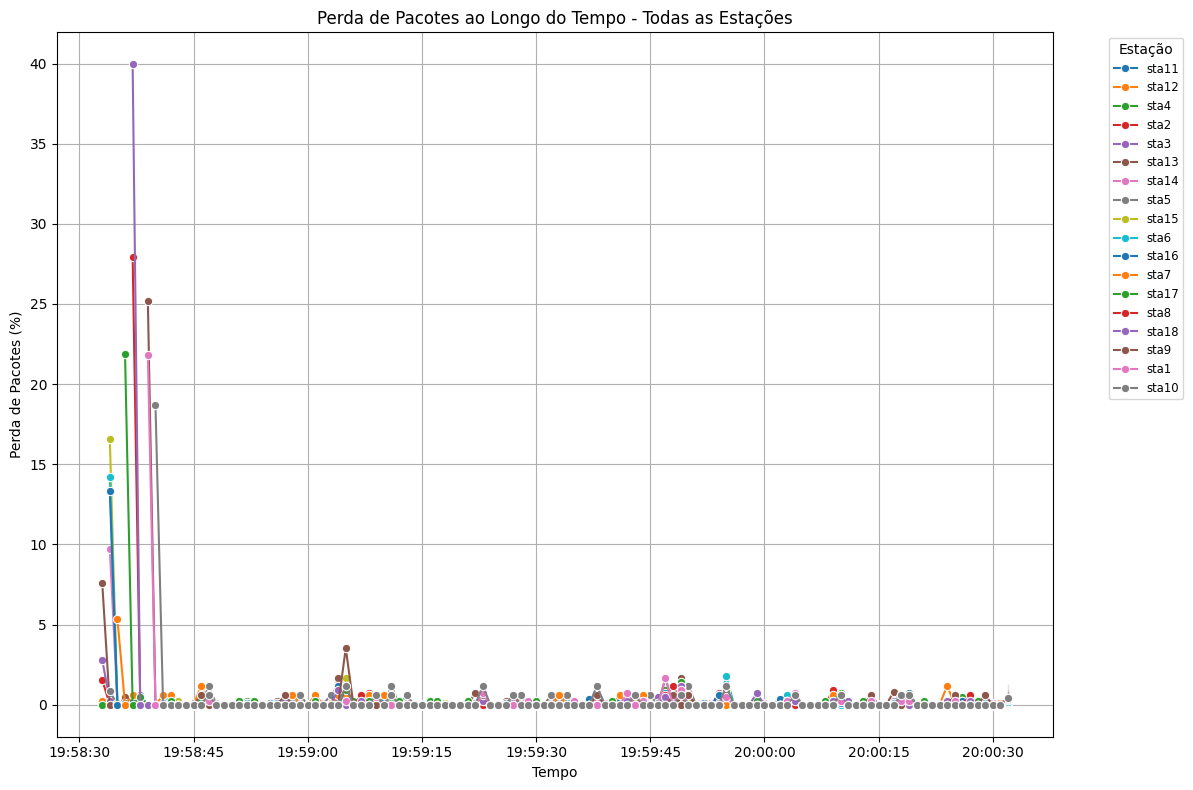 Perda de Pacotes ao Longo do Tempo - Todas as Estações
Perda de Pacotes (%)
40
35
30
25
20
15
10
5
0
19:58:30 19:58:45 19:59:00 19:59:15 19:59:30 19:59:45 20:00:00 20:00:15 20:00:30
Tempo
Estação
sta11
sta12
sta4
sta2
sta3
sta13
sta14
sta5
sta15
sta6
sta16
sta7
sta17
sta8
sta18
sta9
sta1
sta10